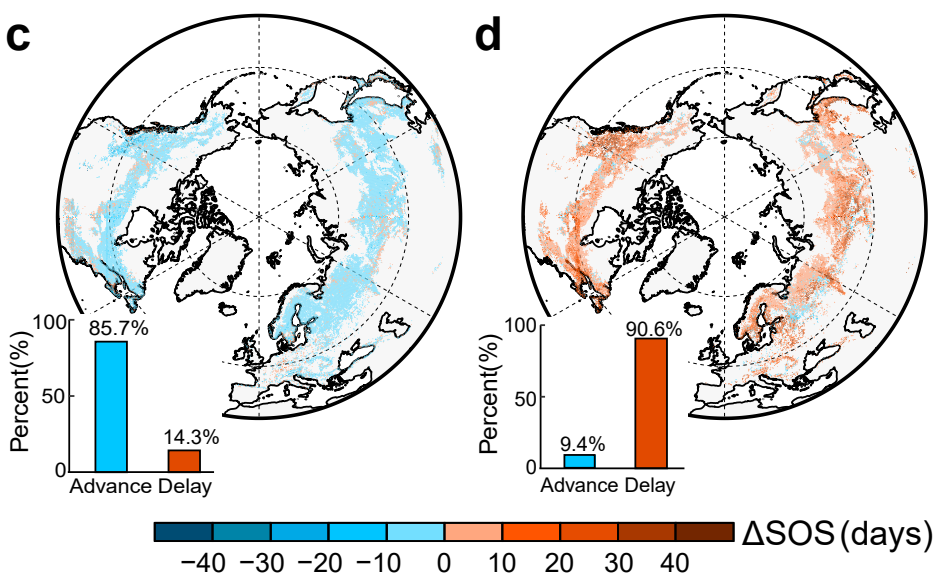 c
d
100
85.7%
50
14.3%
0
Percent(%)
Advance Delay
100
90.6%
50
9.4%
0
Percent(%)
Advance Delay
−40 −30 −20 −10 0 10 20 30 40
ΔSOS (days)